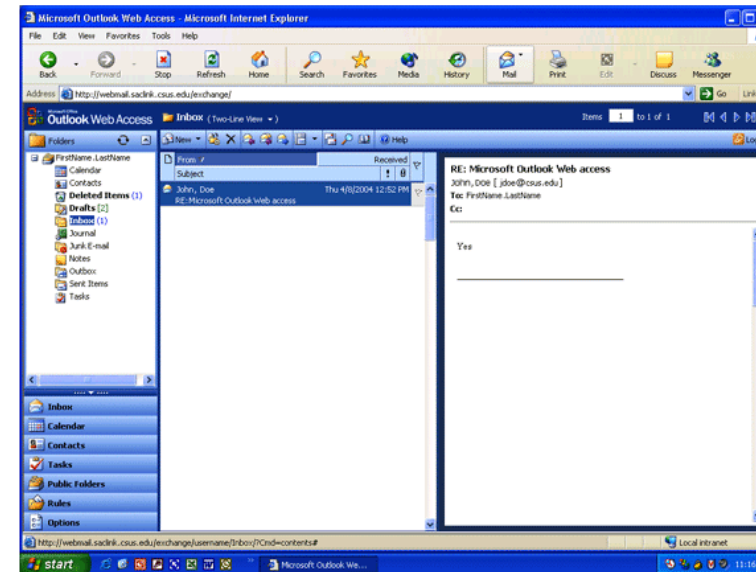 Microsoft Outlook Web Access - Microsoft Internet Explorer
File Edit View Favorites Tools Help
Back Forward Stop Refresh Home Search Favorites Media History Mail Print Edit Discuss Messenger
Address http://webmail.saclink.csus.edu/exchange/ Go
Outlook Web Access Inbox (Two-Line View) Items 1 to 1 of 1
Folders New Help
FirstName.LastName
Calendar
Contacts
Deleted Items (1)
Drafts [2]
Inbox (1)
Journal
Junk E-mail
Notes
Outbox
Sent Items
Tasks
From Received
Subject
John, Doe Thu 4/8/2004 12:52 PM
RE:Microsoft Outlook Web access
RE: Microsoft Outlook Web access
John, Doe [ jdoe@csus.edu ]
To: FirstName.LastName
Cc:
Yes
Inbox
Calendar
Contacts
Tasks
Public Folders
Rules
Options
http://webmail.saclink.csus.edu/exchange/username/Inbox/?Cmd=contents# Local intranet
start Microsoft Outlook We...